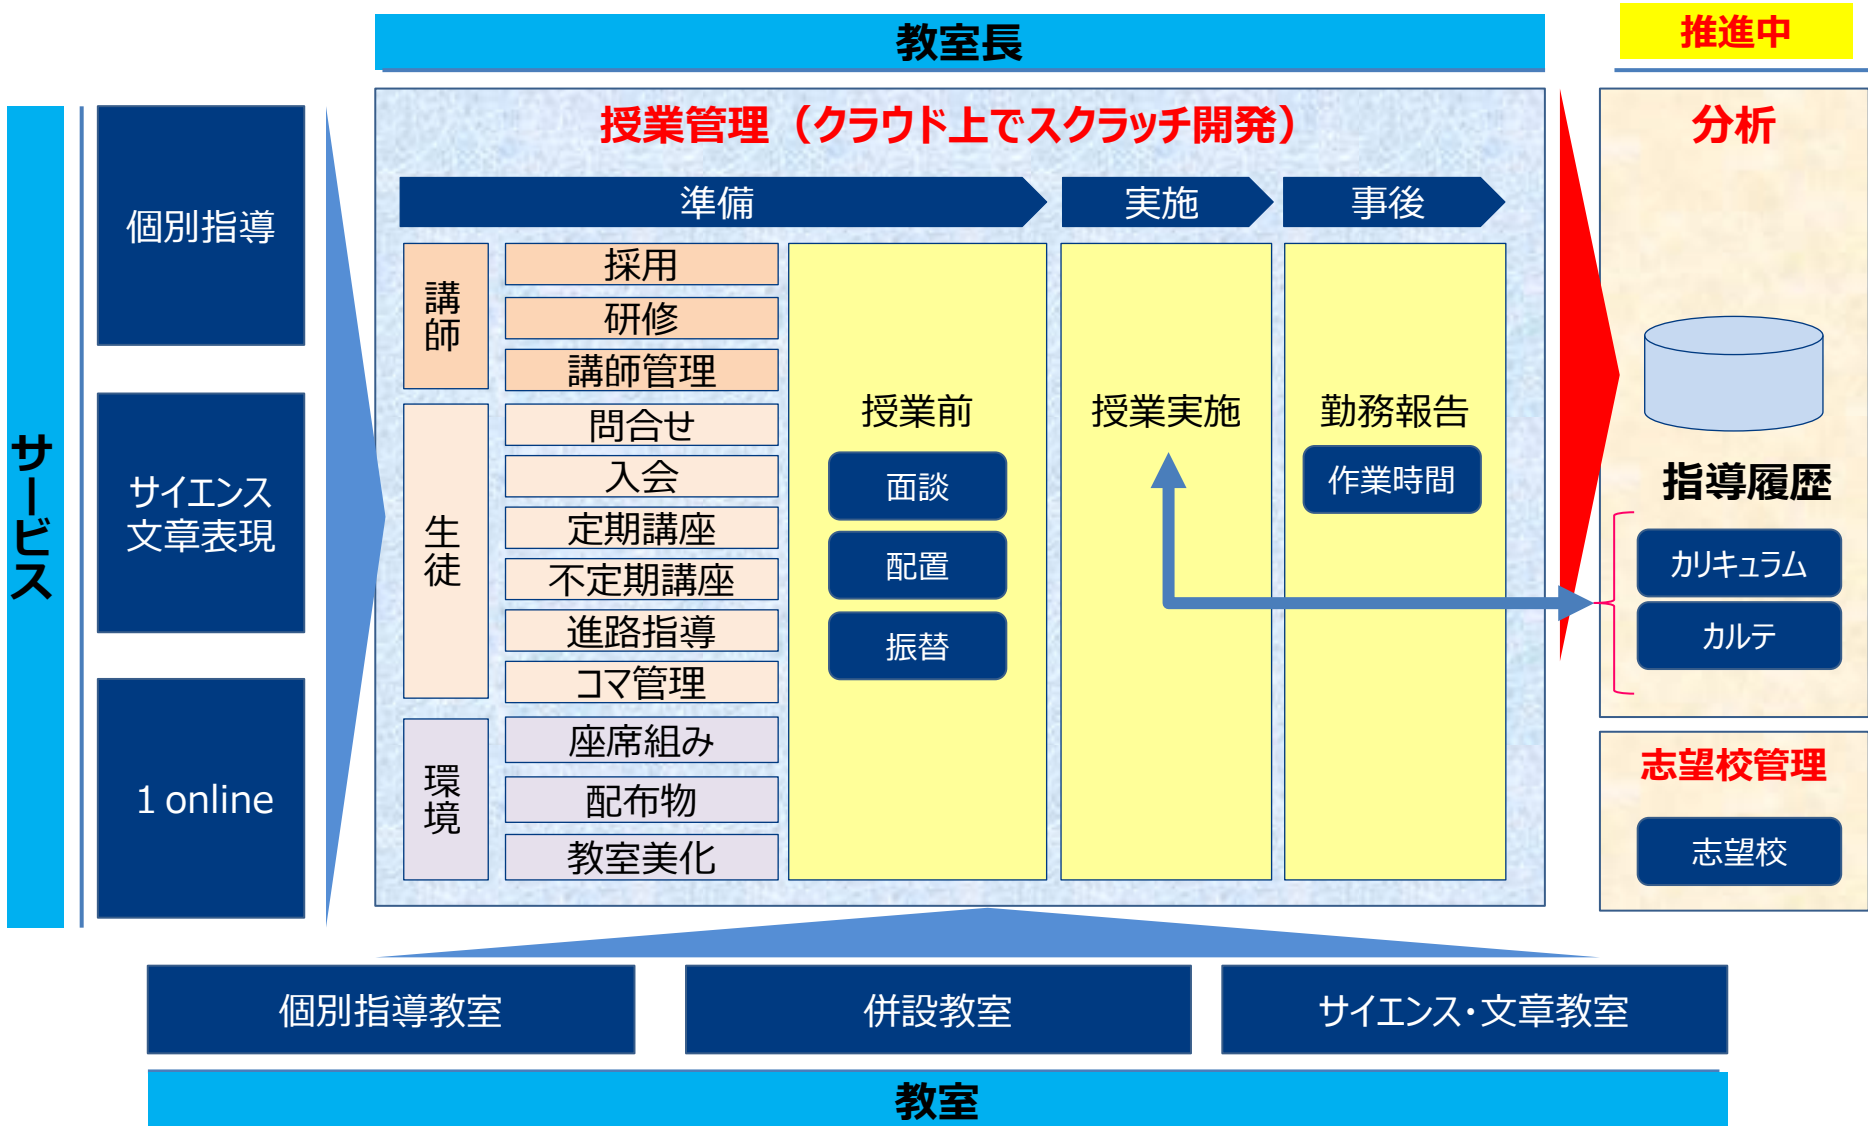 教室長
推進中
サービス
個別指導
サイエンス
文章表現
１online
授業管理（クラウド上でスクラッチ開発）
準備
実施
事後
講師
採用
研修
講師管理
生徒
問合せ
入会
定期講座
不定期講座
進路指導
コマ管理
環境
座席組み
配布物
教室美化
授業前
面談
配置
振替
授業実施
勤務報告
作業時間
分析
指導履歴
カリキュラム
カルテ
志望校管理
志望校
個別指導教室
併設教室
サイエンス・文章教室
教室